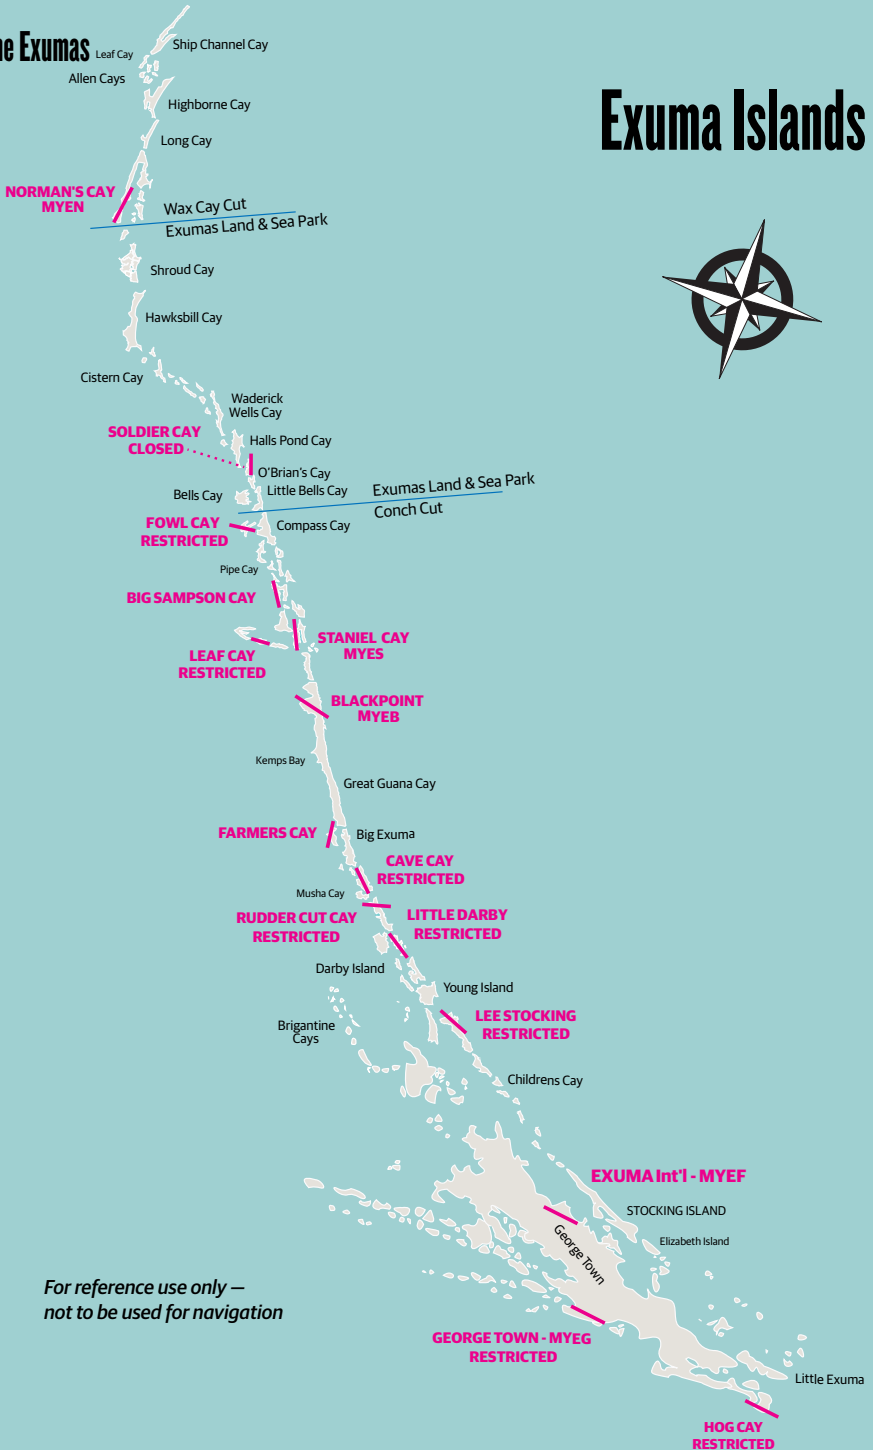 ne Exumas
Exuma Islands
Ship Channel Cay
Leaf Cay
Allen Cays
Highborne Cay
Long Cay
NORMAN'S CAY
MYEN
Wax Cay Cut
Exumas Land & Sea Park
Shroud Cay
Hawksbill Cay
Cistern Cay
Waderick
Wells Cay
SOLDIER CAY
CLOSED
Halls Pond Cay
O'Brian's Cay
Little Bells Cay
Bells Cay
Exumas Land & Sea Park
Conch Cut
FOWL CAY
RESTRICTED
Compass Cay
Pipe Cay
BIG SAMPSON CAY
STANIEL CAY
MYES
LEAF CAY
RESTRICTED
BLACKPOINT
MYEB
Kemps Bay
Great Guana Cay
FARMERS CAY
Big Exuma
CAVE CAY
RESTRICTED
Musha Cay
RUDDER CUT CAY
RESTRICTED
LITTLE DARBY
RESTRICTED
Darby Island
Young Island
Brigantine
Cays
LEE STOCKING
RESTRICTED
Childrens Cay
EXUMA Int'l - MYEF
STOCKING ISLAND
Elizabeth Island
George Town
For reference use only —
not to be used for navigation
GEORGE TOWN - MYEG
RESTRICTED
Little Exuma
HOG CAY
RESTRICTED